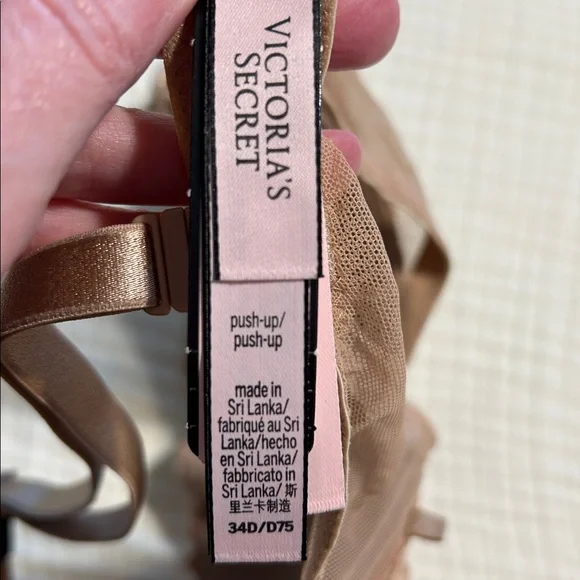 VICTORIA'S
SECRET
push-up/
push-up
made in
Sri Lanka/
fabriqué au Sri
Lanka/hecho
en Sri Lanka/
fabbricato in
Sri Lanka/ 斯
里兰卡制造
34D/D75